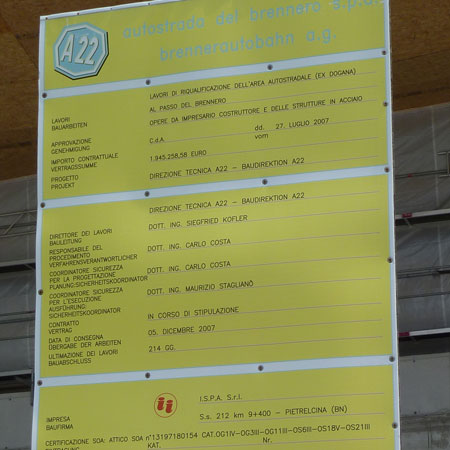 A22
autostrada del brennero s.p.a.
brennerautobahn a.g.
LAVORI
BAUARBEITEN
LAVORI DI RIQUALIFICAZIONE DELL'AREA AUTOSTRADALE (EX DOGANA)
AL PASSO DEL BRENNERO
OPERE DA IMPRESARIO COSTRUTTORE E DELLE STRUTTURE IN ACCIAIO
APPROVAZIONE
GENEHMIGUNG
C.d.A. dd. vom 27. LUGLIO 2007
IMPORTO CONTRATTUALE
VERTRAGSSUMME
1.945.258,58 EURO
PROGETTO
PROJEKT
DIREZIONE TECNICA A22 - BAUDIREKTION A22
DIREZIONE TECNICA A22 - BAUDIREKTION A22
DIRETTORE DEI LAVORI
BAULEITUNG
DOTT. ING. SIEGFRIED KOFLER
RESPONSABILE DEL
PROCEDIMENTO
VERFAHRENSVERANTWORTLICHER
DOTT. ING. CARLO COSTA
COORDINATORE SICUREZZA
PER LA PROGETTAZIONE
PLANUNG:SICHERHEITSKOORDINATOR
DOTT. ING. CARLO COSTA
COORDINATORE SICUREZZA
PER L'ESECUZIONE
AUSFÜHRUNG:
SICHERHEITSKOORDINATOR
DOTT. ING. MAURIZIO STAGLIANÒ
CONTRATTO
VERTRAG
IN CORSO DI STIPULAZIONE
DATA DI CONSEGNA
ÜBERGABE DER ARBEITEN
05. DICEMBRE 2007
ULTIMAZIONE DEI LAVORI
BAUABSCHLUSS
214 GG.
IMPRESA
BAUFIRMA
I.S.P.A. S.r.l.
S.s. 212 km 9+400 - PIETRELCINA (BN)
CERTIFICAZIONE SOA: ATTICO SOA n°13197180154 CAT.OG1IV-OG3III-OG11III-OS6III-OS18V-OS21III
KAT. Nr.